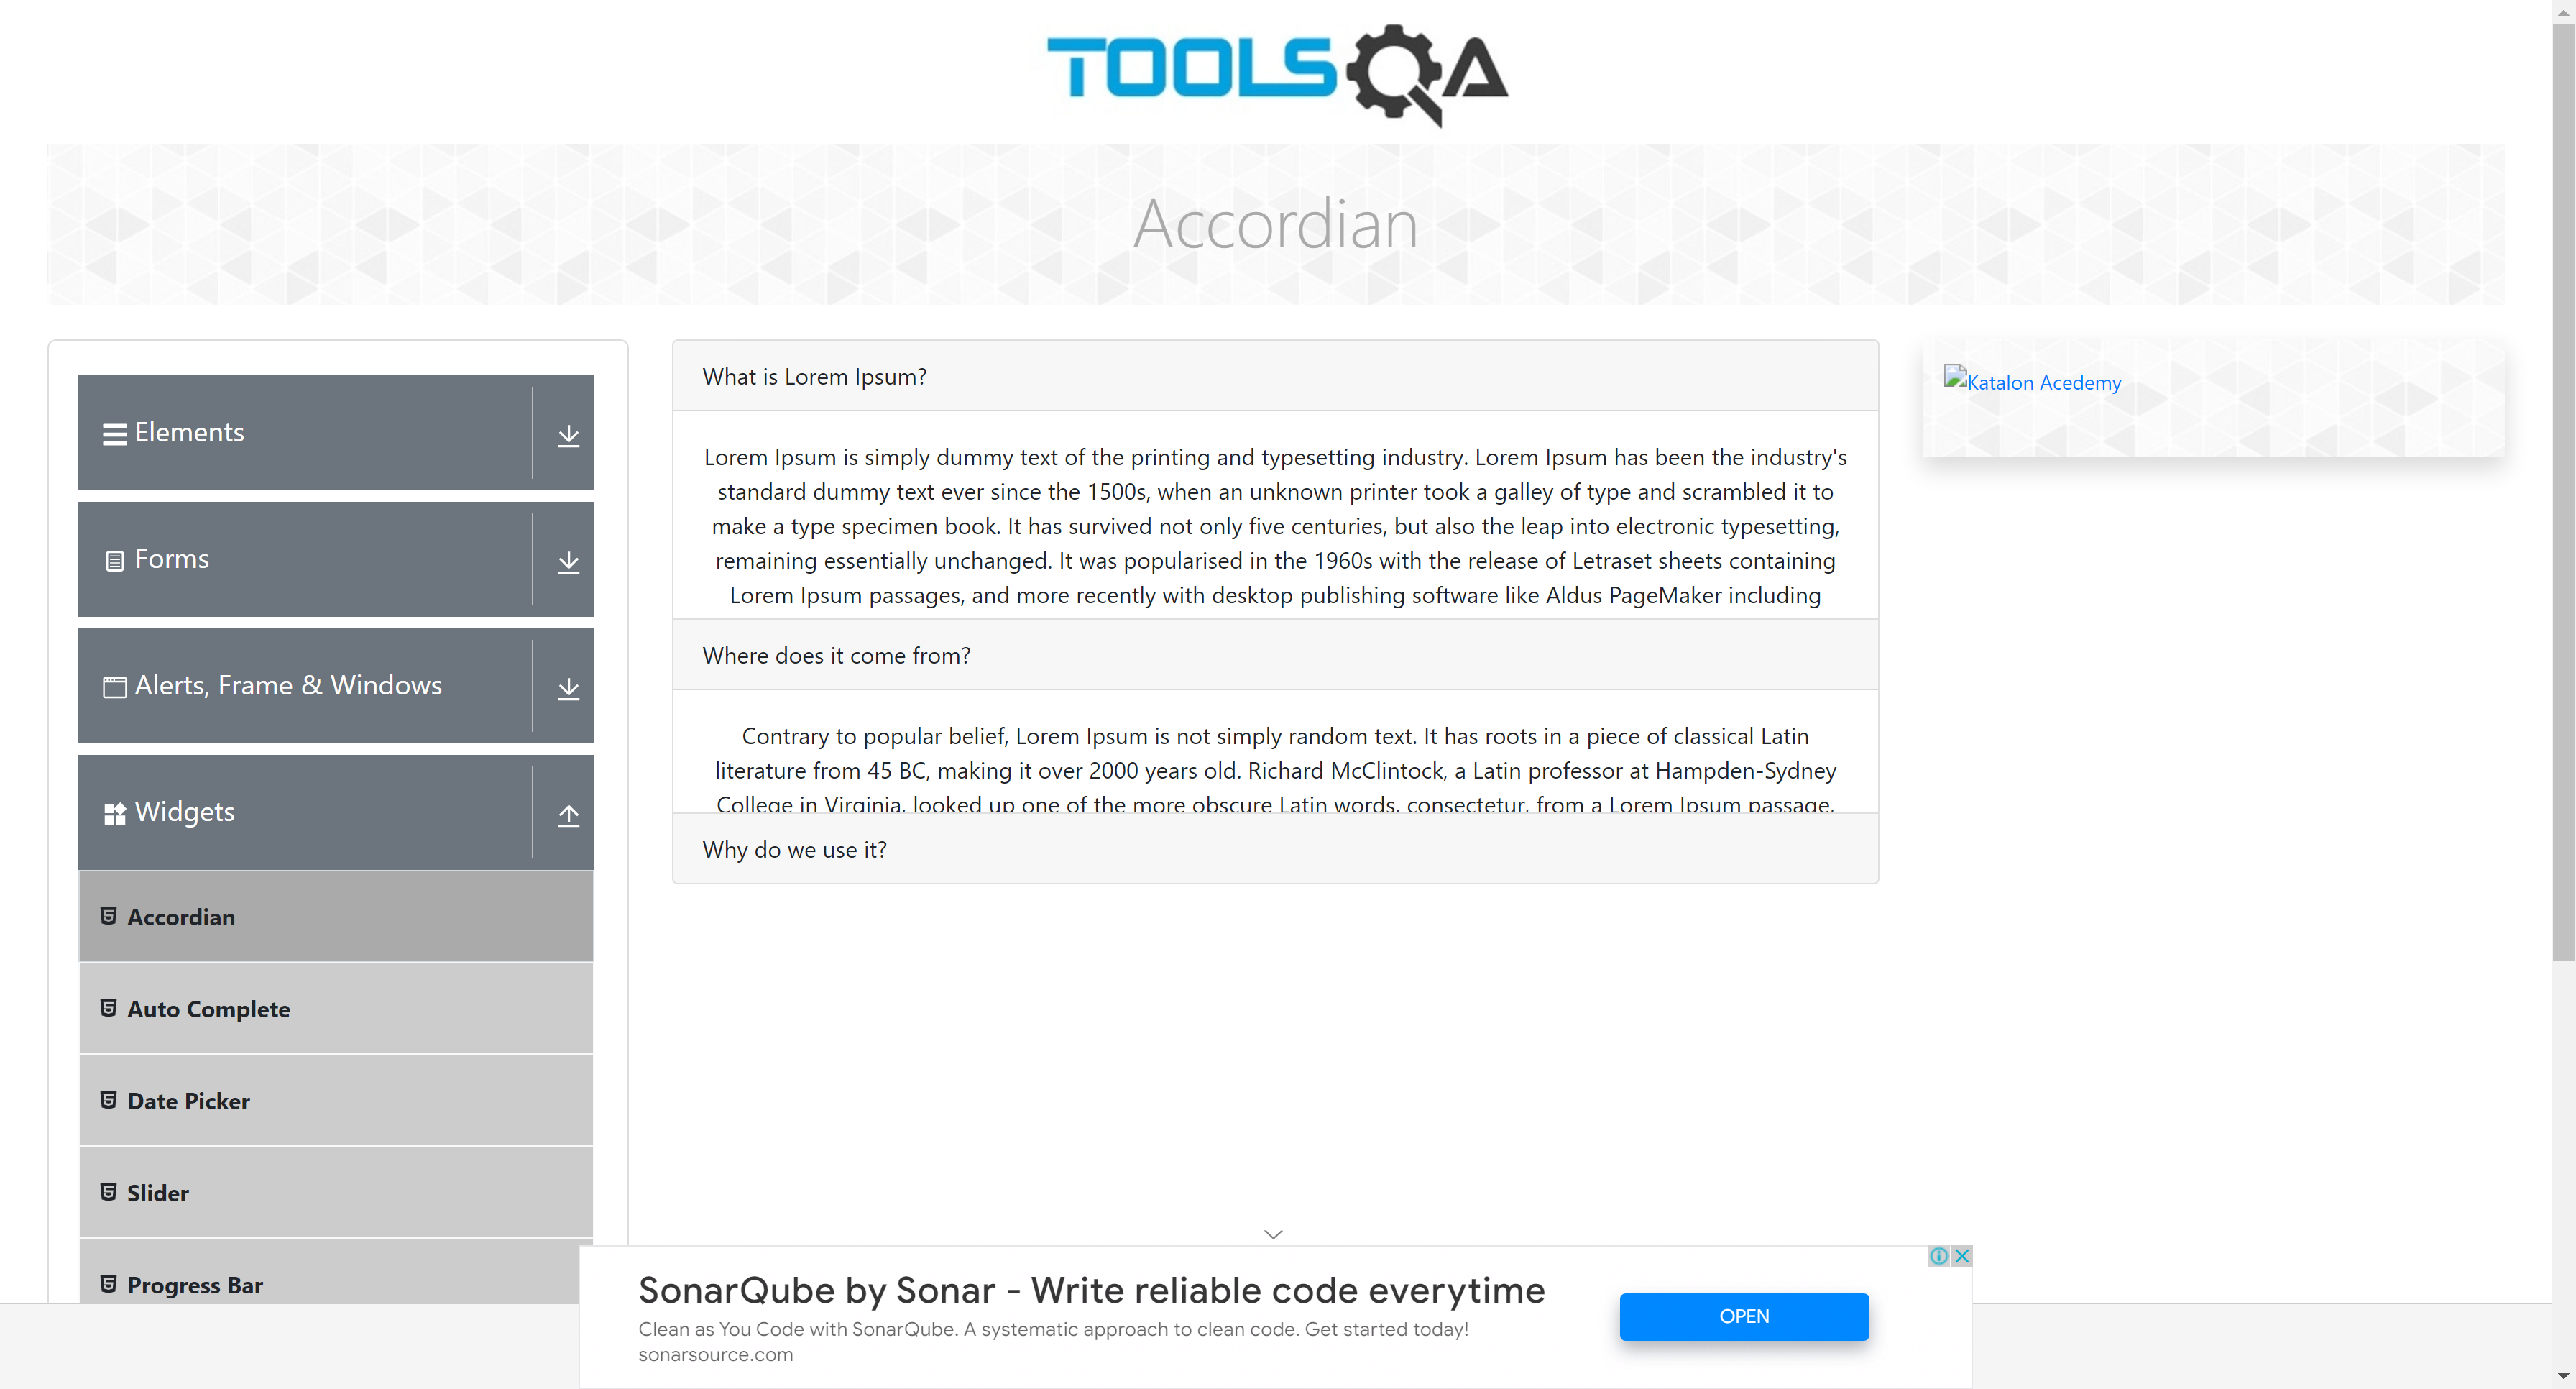 TOOLSQA
Accordian
Elements
Forms
Alerts, Frame & Windows
Widgets
Accordian
Auto Complete
Date Picker
Slider
Progress Bar
What is Lorem Ipsum?
Lorem Ipsum is simply dummy text of the printing and typesetting industry. Lorem Ipsum has been the industry's
standard dummy text ever since the 1500s, when an unknown printer took a galley of type and scrambled it to
make a type specimen book. It has survived not only five centuries, but also the leap into electronic typesetting,
remaining essentially unchanged. It was popularised in the 1960s with the release of Letraset sheets containing
Lorem Ipsum passages, and more recently with desktop publishing software like Aldus PageMaker including
Where does it come from?
Contrary to popular belief, Lorem Ipsum is not simply random text. It has roots in a piece of classical Latin
literature from 45 BC, making it over 2000 years old. Richard McClintock, a Latin professor at Hampden-Sydney
College in Virginia, looked up one of the more obscure Latin words, consectetur, from a Lorem Ipsum passage,
Why do we use it?
Katalon Acedemy
SonarQube by Sonar - Write reliable code everytime
Clean as You Code with SonarQube. A systematic approach to clean code. Get started today!
sonarsource.com
OPEN